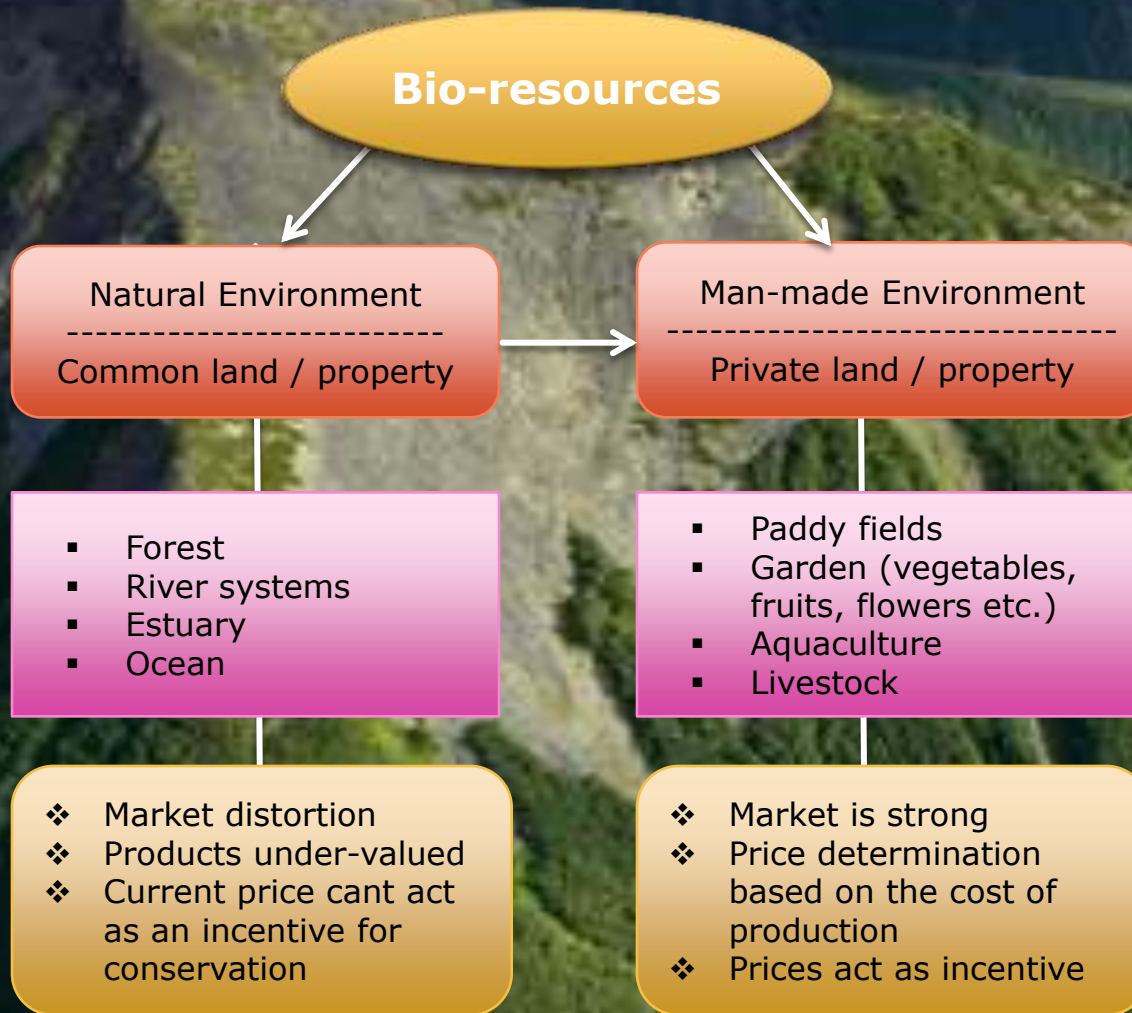 Bio-resources
Natural Environment
--------------------------
Common land / property
Man-made Environment
-------------------------------
Private land / property
▪ Forest
▪ River systems
▪ Estuary
▪ Ocean
▪ Paddy fields
▪ Garden (vegetables,
fruits, flowers etc.)
▪ Aquaculture
▪ Livestock
❖ Market distortion
❖ Products under-valued
❖ Current price cant act
as an incentive for
conservation
❖ Market is strong
❖ Price determination
based on the cost of
production
❖ Prices act as incentive